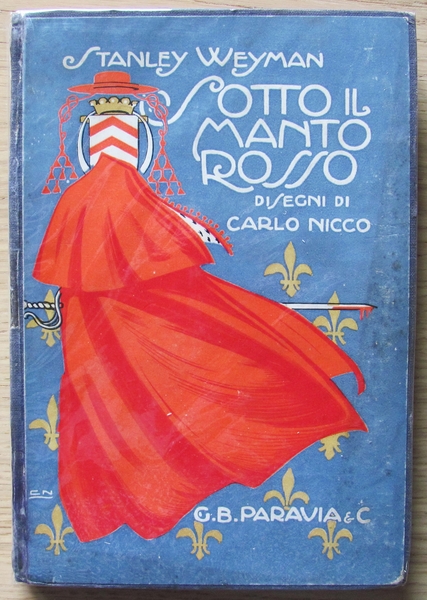 STANLEY WEYMAN
SOTTO IL
MANTO
ROSSO
DISEGNI DI
CARLO NICCO
CN
G.B. PARAVIA & C